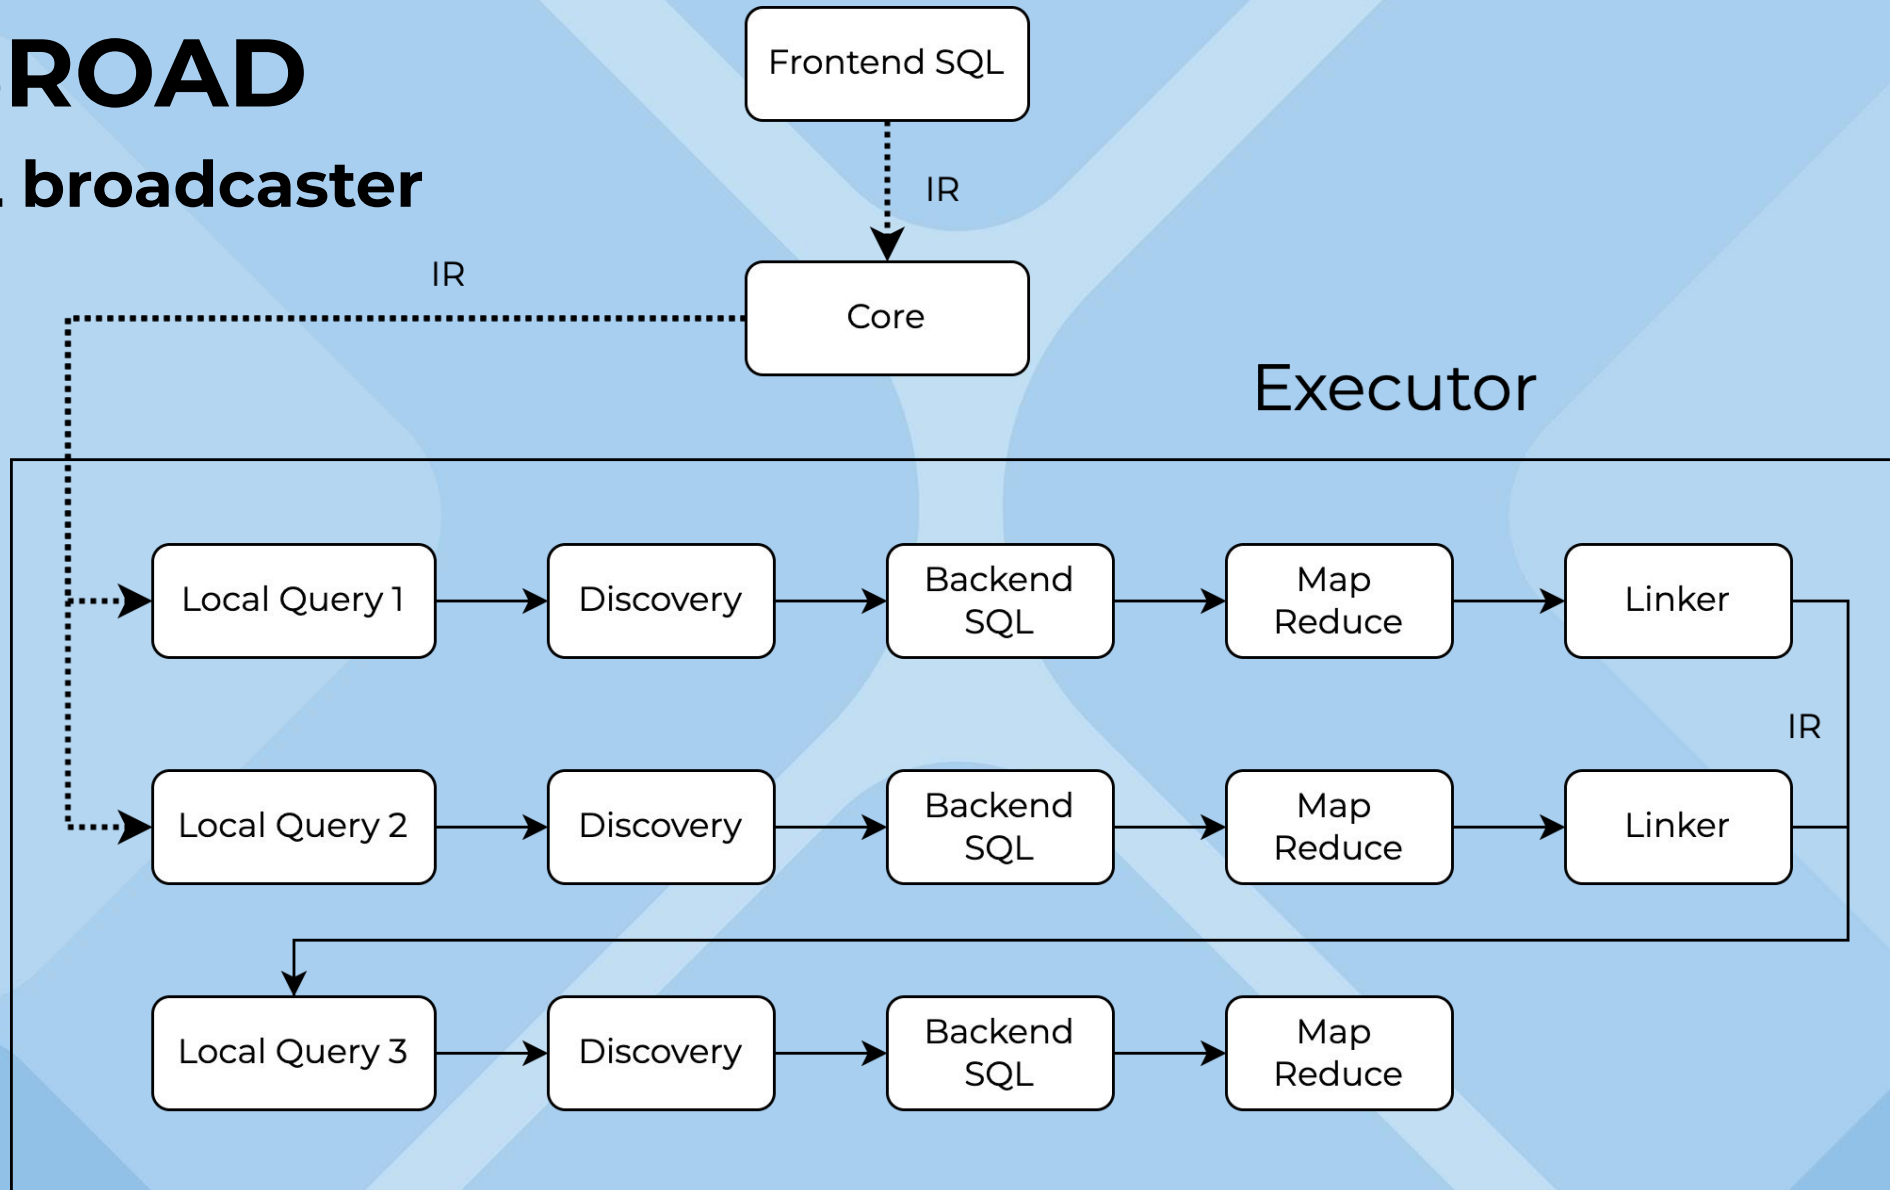 ROAD
broadcaster
Frontend SQL
IR
IR
Core
Executor
Local Query 1
Discovery
Backend
SQL
Map
Reduce
Linker
IR
Local Query 2
Discovery
Backend
SQL
Map
Reduce
Linker
Local Query 3
Discovery
Backend
SQL
Map
Reduce